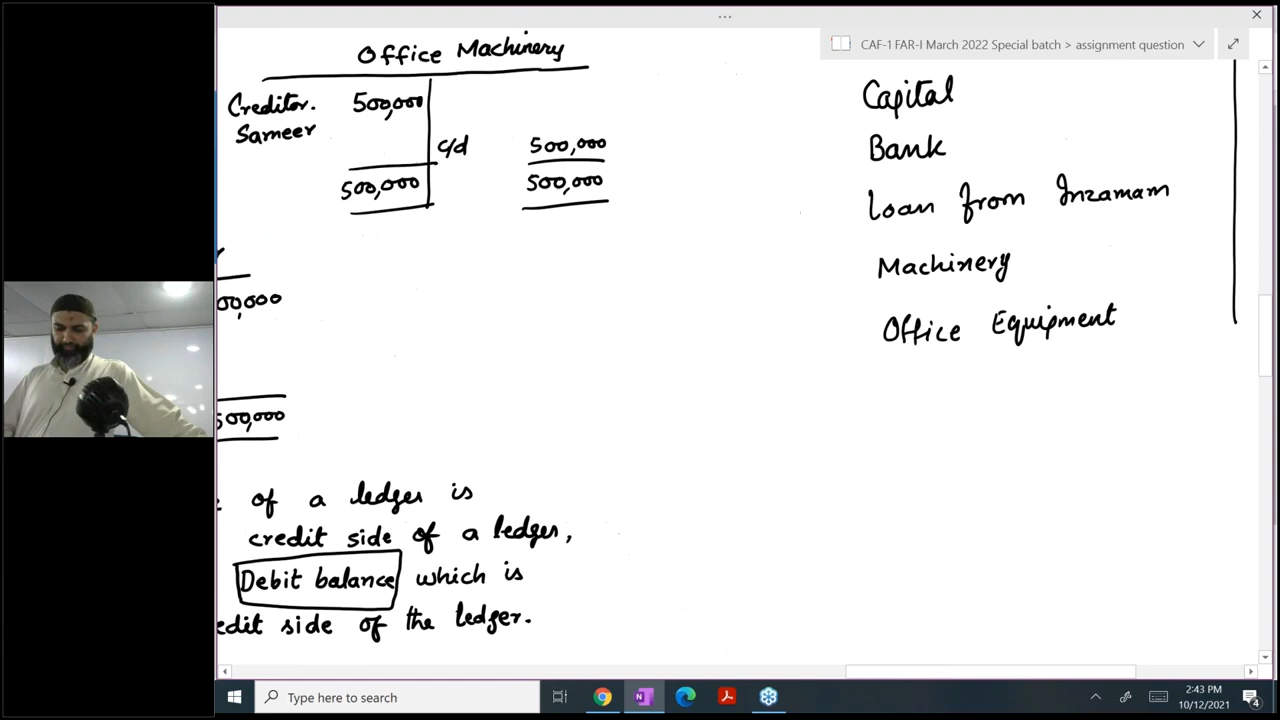 CAF-1 FAR-I March 2022 Special batch > assignment question
Office Machinery
Creditor. 500,000
Sameer
c/d 500,000
500,000 500,000
00,000
500,000
of a ledger is
credit side of a ledger,
Debit balance which is
edit side of the ledger.
Capital
Bank
Loan from Inzamam
Machinery
Office Equipment
Type here to search
2:43 PM
10/12/2021
4